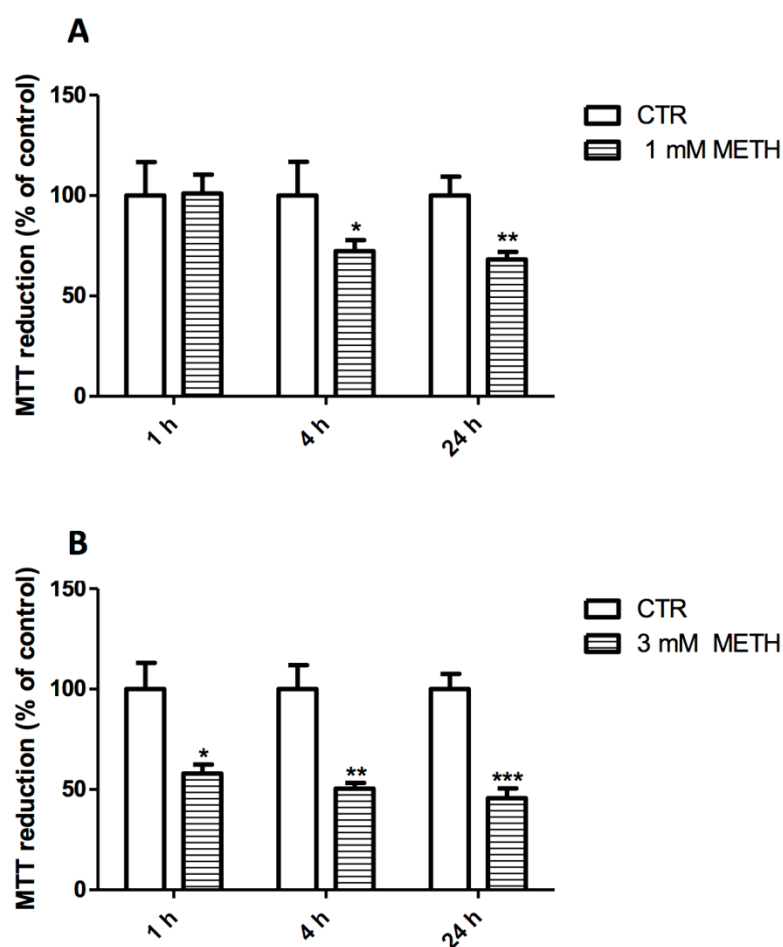 A
MTT reduction (% of control)
150
100
50
0
*
**
1 h
4 h
24 h
CTR
1 mM METH
B
MTT reduction (% of control)
150
100
50
0
*
**
***
1 h
4 h
24 h
CTR
3 mM METH